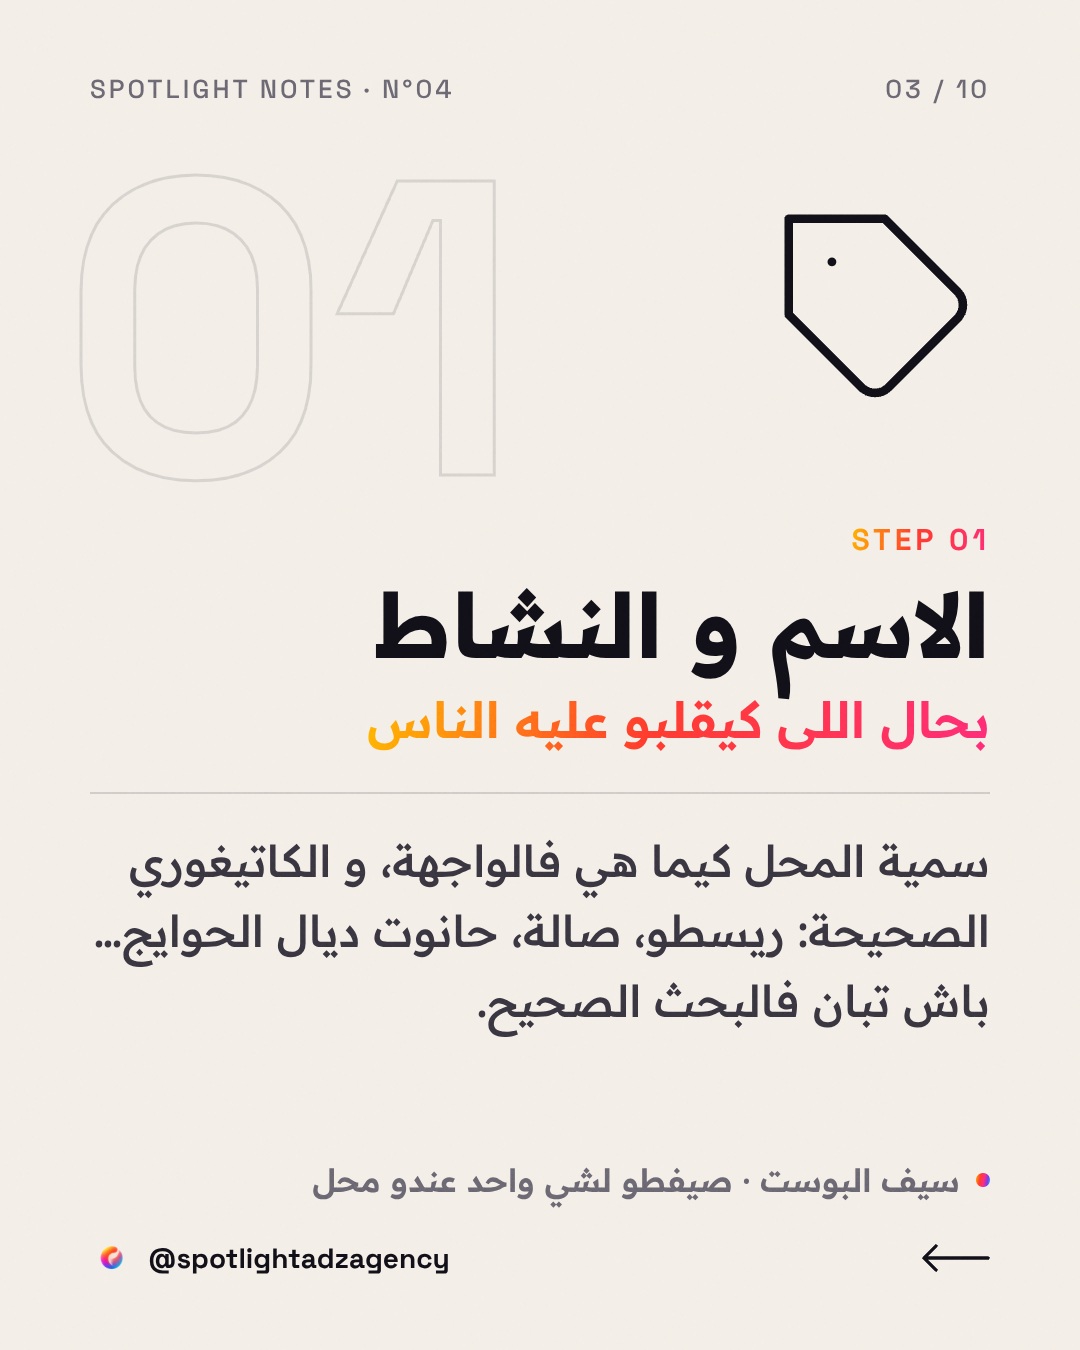 SPOTLIGHT NOTES · N°04
03 / 10
01
STEP 01
الاسم و النشاط
بحال اللى كيقلبو عليه الناس
سمية المحل كيما هي فالواجهة، و الكاتيغوري
الصحيحة: ريسطو، صالة، حانوت ديال الحوايج...
باش تبان فالبحث الصحيح.
سيف البوست · صيفطو لشي واحد عندو محل
@spotlightadzagency